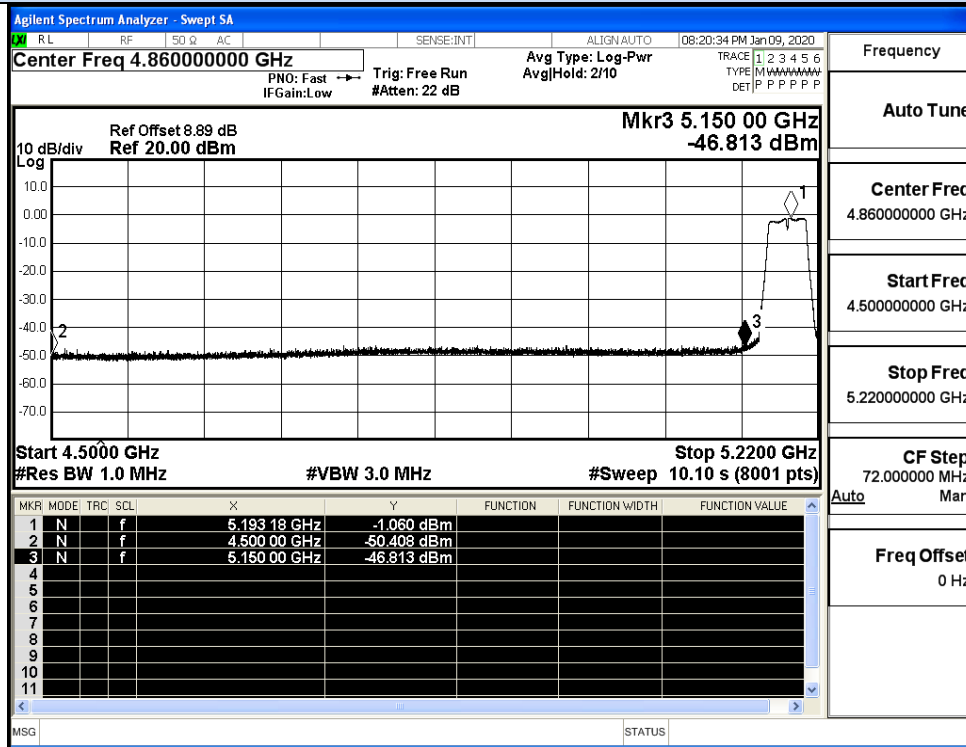 Agilent Spectrum Analyzer - Swept SA
LXI RL RF 50 Ω AC SENSE:INT ALIGN AUTO 08:20:34 PM Jan 09, 2020
Center Freq 4.860000000 GHz
PNO: Fast
IFGain:Low
Trig: Free Run
#Atten: 22 dB
Avg Type: Log-Pwr
Avg|Hold: 2/10
TRACE 1 2 3 4 5 6
TYPE M W W W W W
DET P P P P P P
Mkr3 5.150 00 GHz
-46.813 dBm
Ref Offset 8.89 dB
Ref 20.00 dBm
10 dB/div
Log
10.0
0.00
-10.0
-20.0
-30.0
-40.0
-50.0
-60.0
-70.0
1
2
3
Start 4.5000 GHz
Stop 5.2200 GHz
#Res BW 1.0 MHz
#VBW 3.0 MHz
#Sweep 10.10 s (8001 pts)
MKR MODE TRC SCL X Y FUNCTION FUNCTION WIDTH FUNCTION VALUE
1 N f 5.193 18 GHz -1.060 dBm
2 N f 4.500 00 GHz -50.408 dBm
3 N f 5.150 00 GHz -46.813 dBm
4
5
6
7
8
9
10
11
MSG
STATUS
Frequency
Auto Tune
Center Freq
4.860000000 GHz
Start Freq
4.500000000 GHz
Stop Freq
5.220000000 GHz
CF Step
72.000000 MHz
Auto Man
Freq Offset
0 Hz